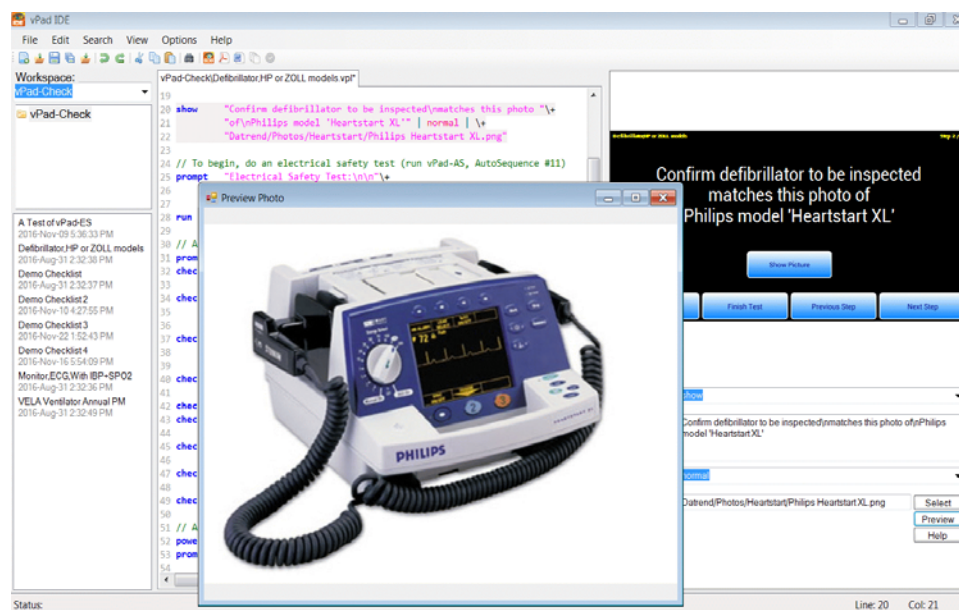 vPad IDE
File Edit Search View Options Help
Workspace:
vPad-Check
vPad-Check
A Test of vPad-ES
2016-Nov-09 5:36:33 PM
Defibrillator,HP or ZOLL models
2016-Aug-31 2:32:38 PM
Demo Checklist
2016-Aug-31 2:32:37 PM
Demo Checklist 2
2016-Nov-10 4:27:55 PM
Demo Checklist 3
2016-Nov-22 1:52:43 PM
Demo Checklist 4
2016-Nov-16 5:54:09 PM
Monitor,ECG,With IBP+SPO2
2016-Aug-31 2:32:36 PM
VELA Ventilator Annual PM
2016-Aug-31 2:32:49 PM
vPad-Check\Defibrillator,HP or ZOLL models.vpl*
19
20 show "Confirm defibrillator to be inspected\nmatches this photo "\+
21 "of\nPhilips model 'Heartstart XL'" | normal | \+
22 "Datrend/Photos/Heartstart/Philips Heartstart XL.png"
23
24 // To begin, do an electrical safety test (run vPad-AS, AutoSequence #11)
25 prompt "Electrical Safety Test:\n\n"\+
26
27
28 run
29
30 // A
31 prom
32 chec
33
34 chec
35
36
37 chec
38
39
40 chec
41
42 chec
43 chec
44
45 chec
46
47 chec
48
49 chec
50
51 // A
52 powe
53 prom
54
Preview Photo
72
2
3
PHILIPS
HEARTSTART XL
Defibrillator,HP or ZOLL models
Confirm defibrillator to be inspected
matches this photo of
Philips model 'Heartstart XL'
Show Picture
Finish Test
Previous Step
Next Step
show
Confirm defibrillator to be inspected\nmatches this photo of\nPhilips
model 'Heartstart XL'
normal
Datrend/Photos/Heartstart/Philips Heartstart XL.png
Select
Preview
Help
Status:
Line: 20 Col: 21